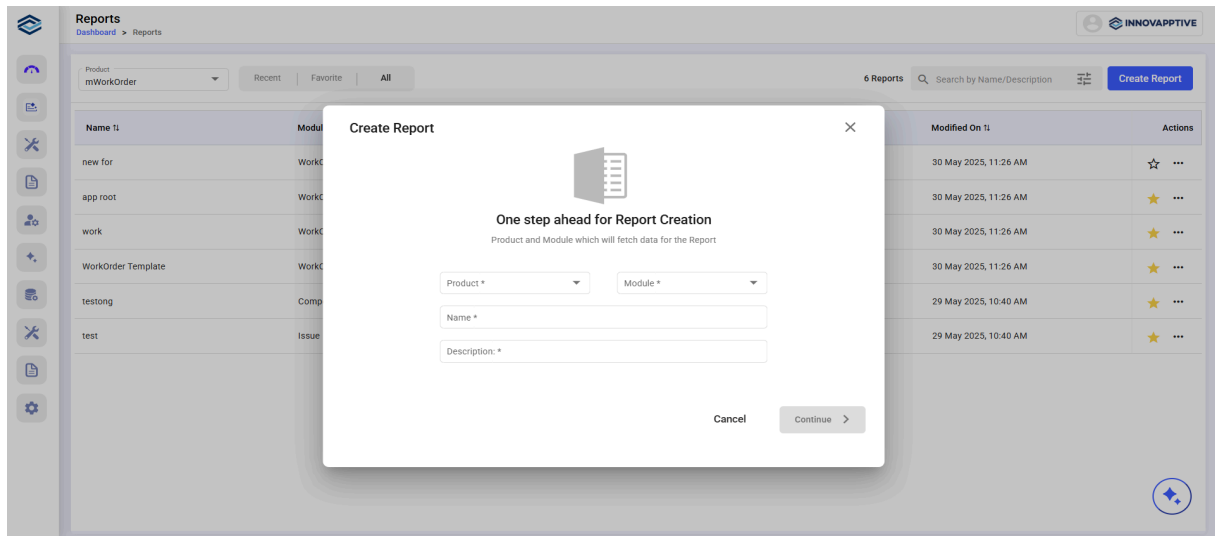 Reports
Dashboard > Reports
INNOVAPPTIVE
Product
mWorkOrder
Recent | Favorite | All
6 Reports
Search by Name/Description
Create Report
Name
Modul
Modified On
Actions
new for
WorkO
30 May 2025, 11:26 AM
app root
WorkO
30 May 2025, 11:26 AM
work
WorkO
30 May 2025, 11:26 AM
WorkOrder Template
WorkO
30 May 2025, 11:26 AM
testong
Comp
29 May 2025, 10:40 AM
test
Issue
29 May 2025, 10:40 AM
Create Report
One step ahead for Report Creation
Product and Module which will fetch data for the Report
Product *
Module *
Name *
Description: *
Cancel
Continue